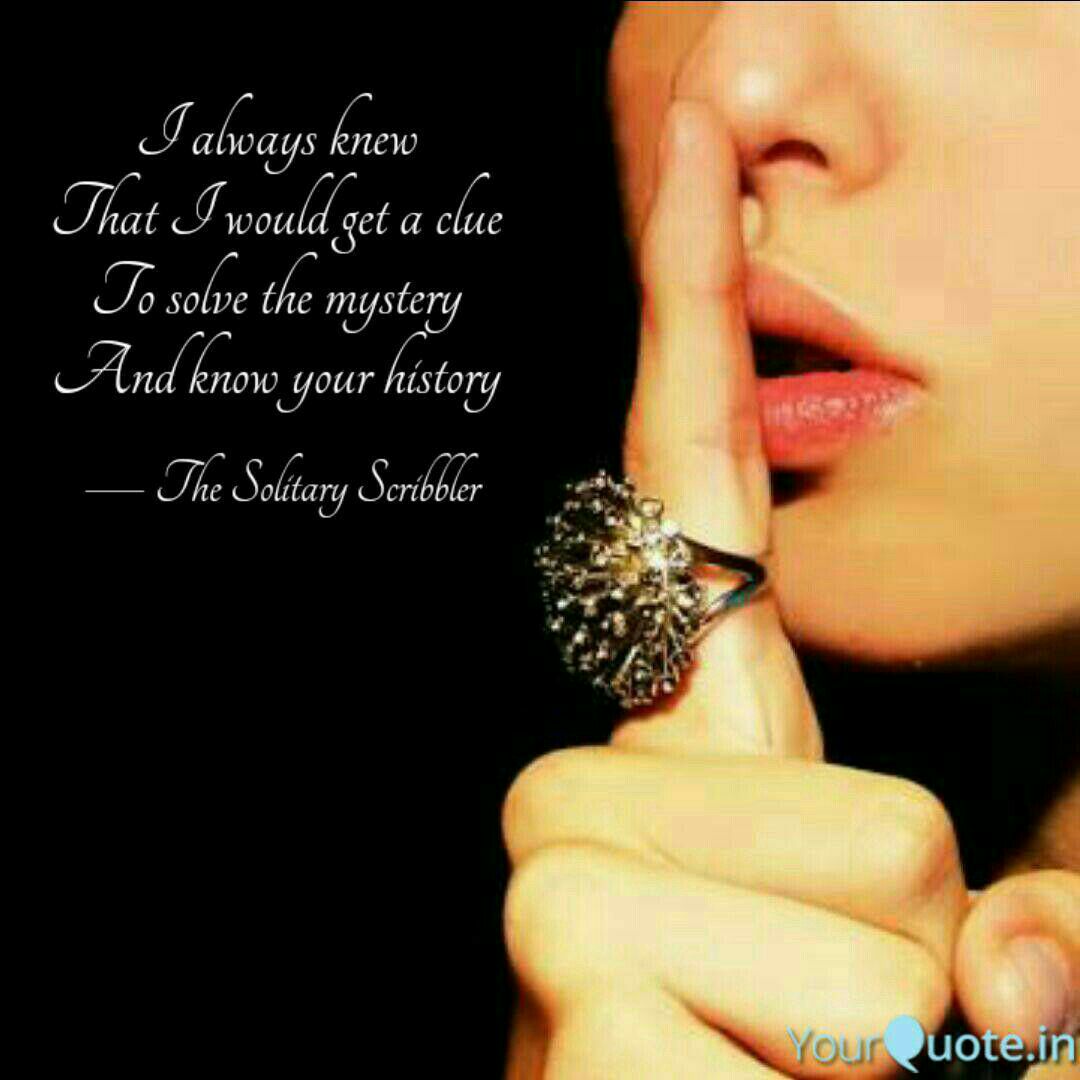 I always knew
That I would get a clue
To solve the mystery
And know your history
— The Solitary Scribbler
YourQuote.in